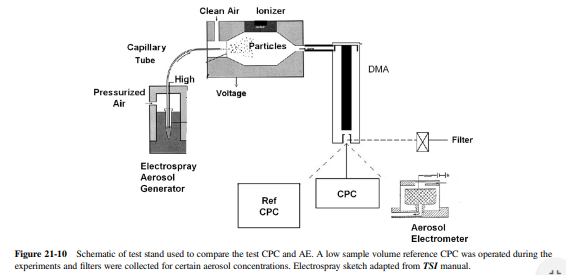 Clean Air Ionizer
Capillary
Tube
Particles
DMA
High
Pressurized
Air
Voltage
Filter
Electrospray
Aerosol
Generator
Ref
CPC
CPC
Aerosol
Electrometer
Figure 21-10 Schematic of test stand used to compare the test CPC and AE. A low sample volume reference CPC was operated during the
experiments and filters were collected for certain aerosol concentrations. Electrospray sketch adapted from TSI manual.